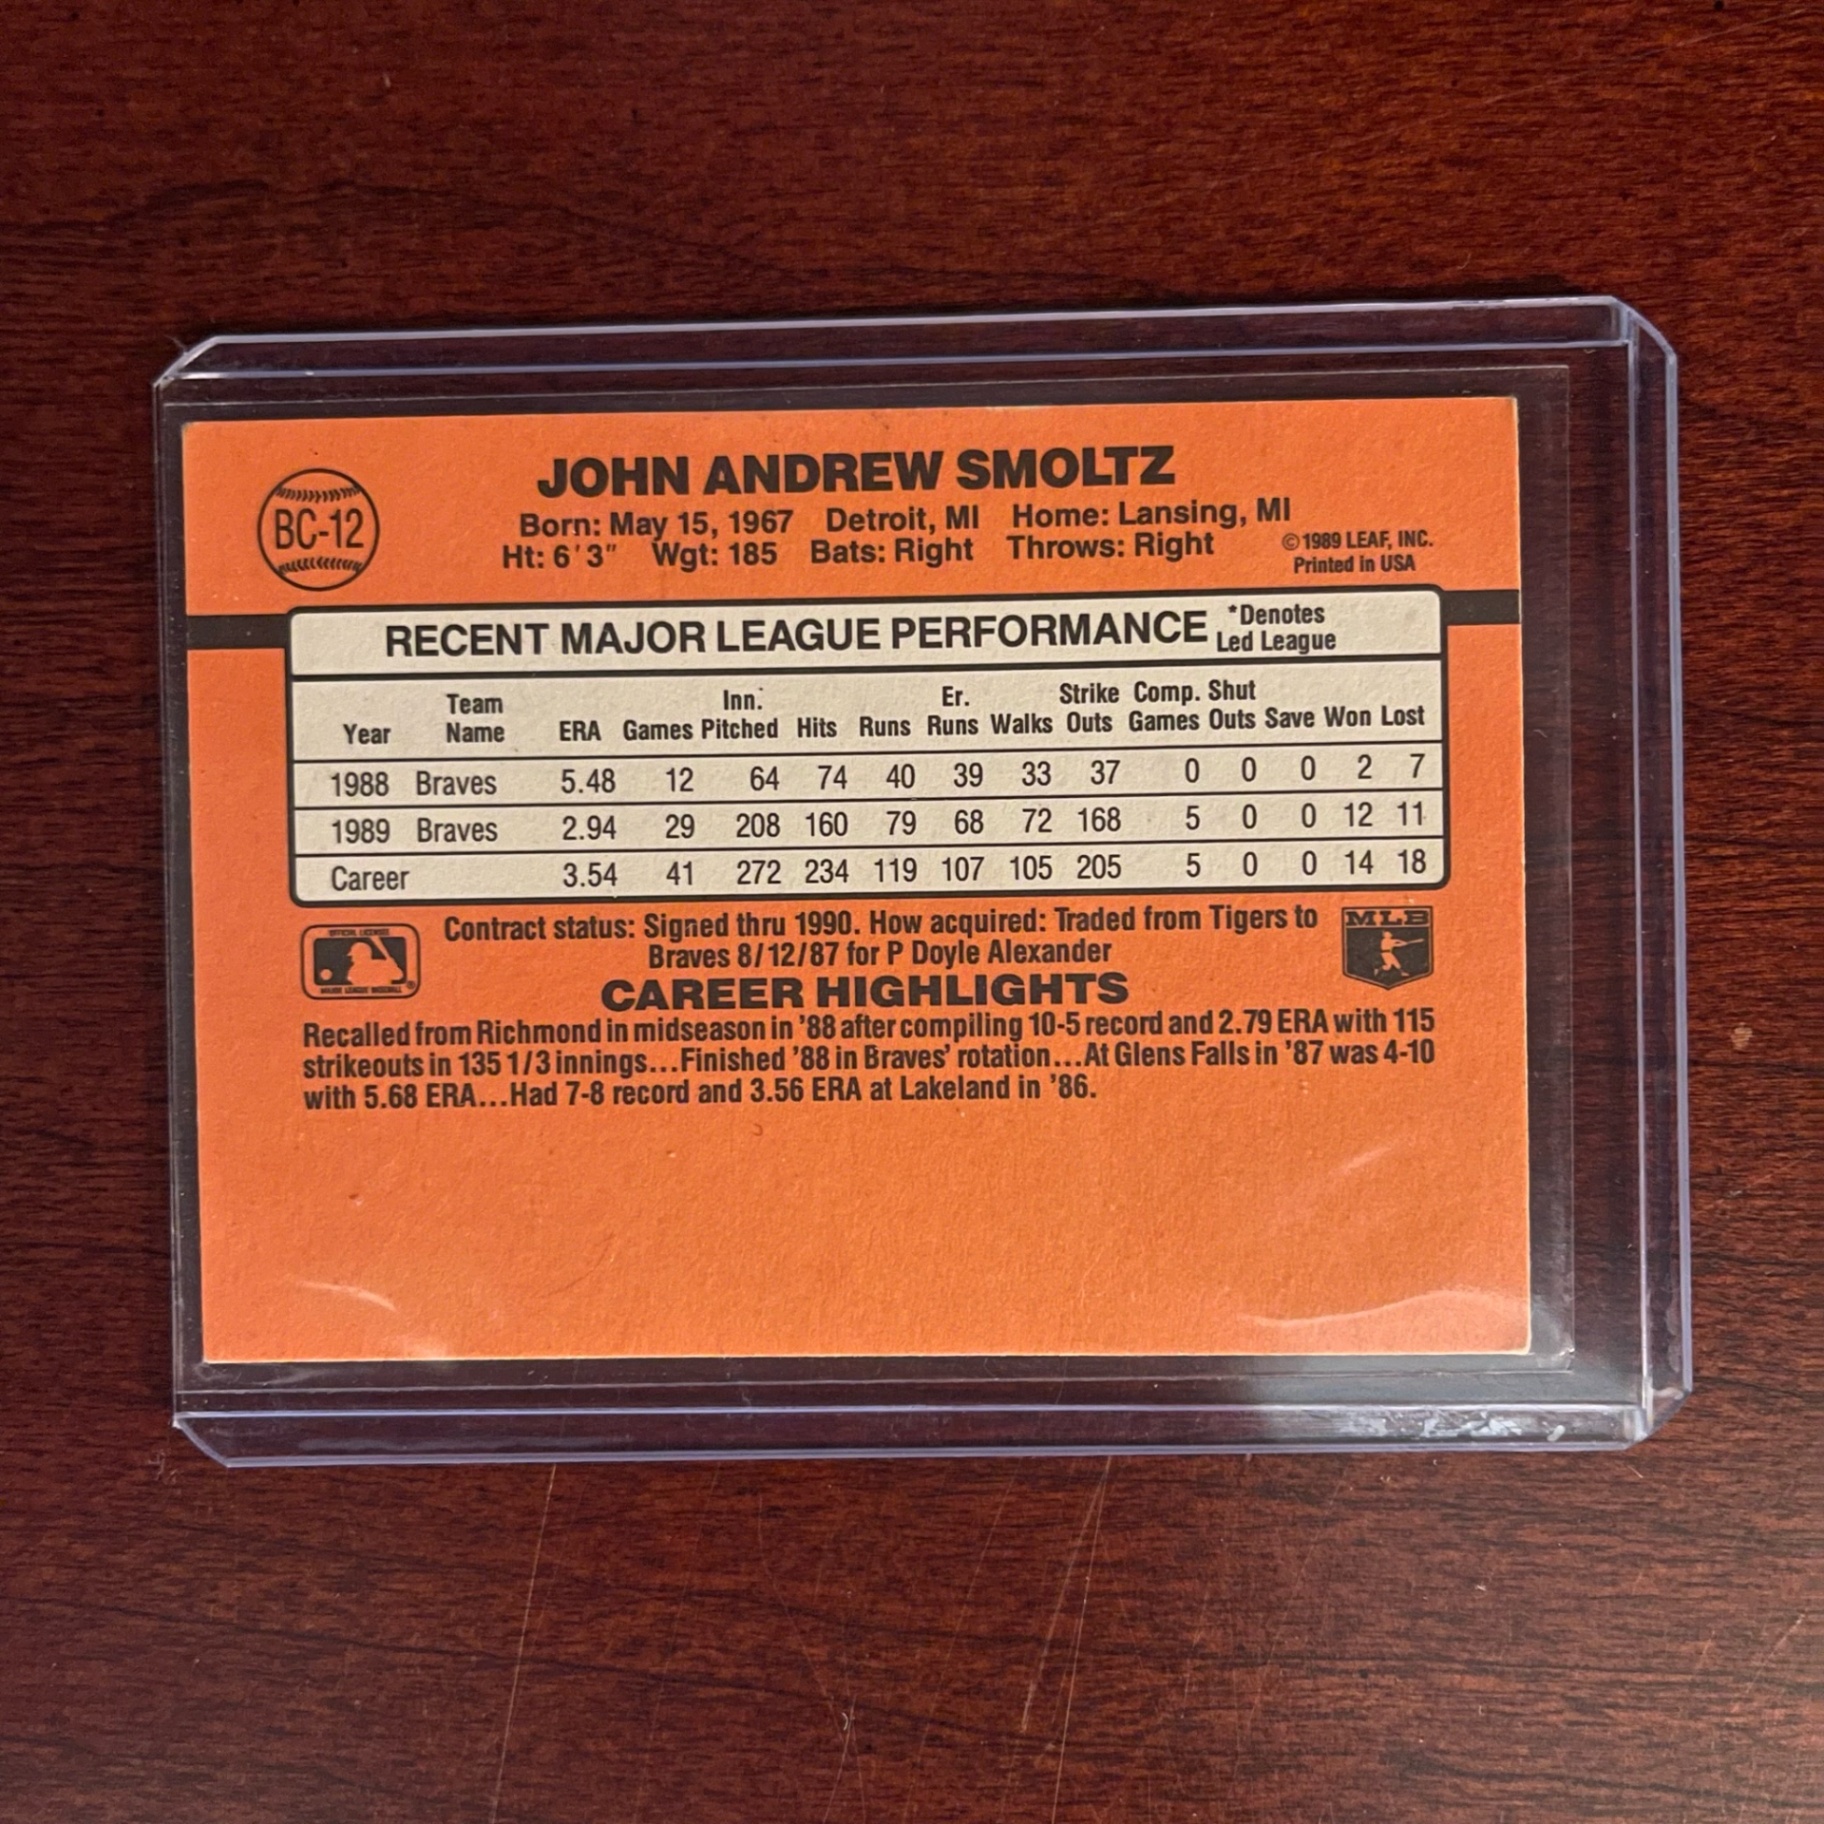 BC-12
JOHN ANDREW SMOLTZ
Born: May 15, 1967 Detroit, MI Home: Lansing, MI
Ht: 6'3" Wgt: 185 Bats: Right Throws: Right
© 1989 LEAF, INC.
Printed in USA
RECENT MAJOR LEAGUE PERFORMANCE *Denotes
Led League
Year Team Name ERA Games Inn. Pitched Hits Runs Er. Runs Walks Strike Outs Comp. Games Shut Outs Save Won Lost
1988 Braves 5.48 12 64 74 40 39 33 37 0 0 0 2 7
1989 Braves 2.94 29 208 160 79 68 72 168 5 0 0 12 11
Career 3.54 41 272 234 119 107 105 205 5 0 0 14 18
OFFICIAL LICENSEE
MAJOR LEAGUE BASEBALL ®
Contract status: Signed thru 1990. How acquired: Traded from Tigers to
Braves 8/12/87 for P Doyle Alexander
MLB
CAREER HIGHLIGHTS
Recalled from Richmond in midseason in '88 after compiling 10-5 record and 2.79 ERA with 115
strikeouts in 135 1/3 innings...Finished '88 in Braves' rotation...At Glens Falls in '87 was 4-10
with 5.68 ERA...Had 7-8 record and 3.56 ERA at Lakeland in '86.